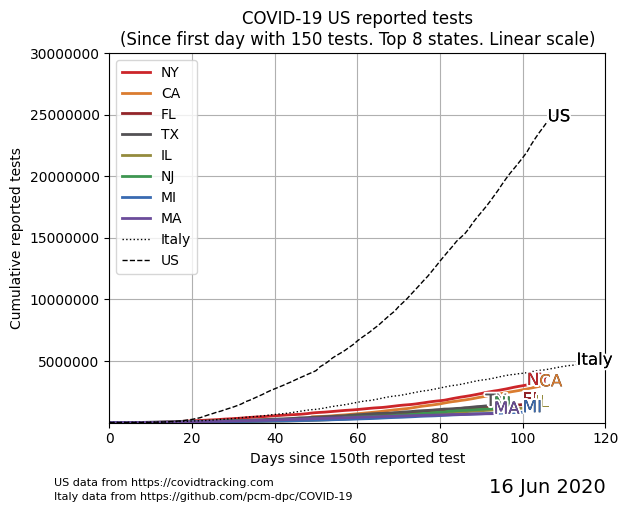 COVID-19 US reported tests
(Since first day with 150 tests. Top 8 states. Linear scale)
30000000
25000000
20000000
15000000
10000000
5000000
0
20
40
60
80
100
120
Cumulative reported tests
Days since 150th reported test
NY
CA
FL
TX
IL
NJ
MI
MA
Italy
US
US
Italy
CA
MA
MI
US data from https://covidtracking.com
Italy data from https://github.com/pcm-dpc/COVID-19
16 Jun 2020